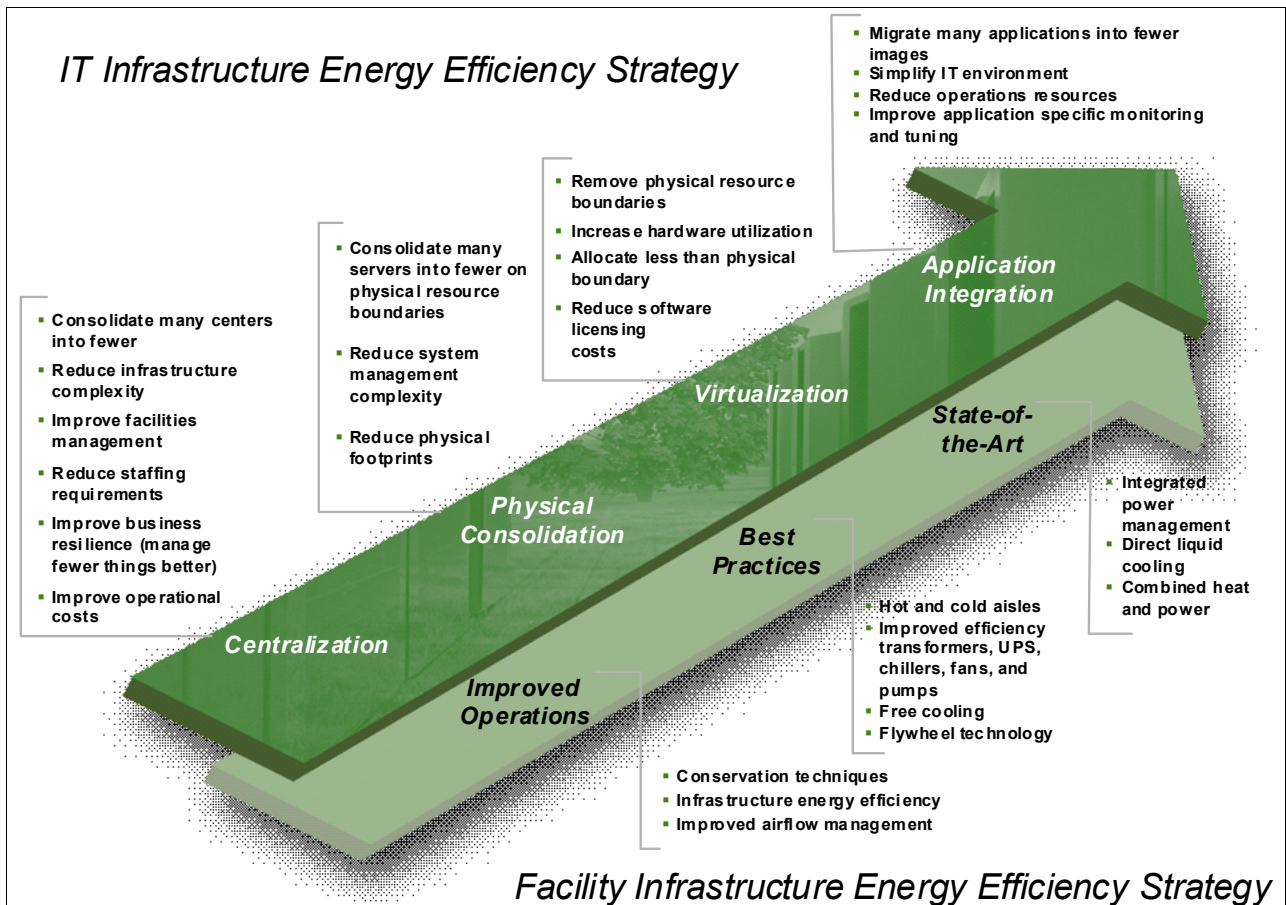 IT Infrastructure Energy Efficiency Strategy
▪ Migrate many applications into fewer
images
▪ Simplify IT environment
▪ Reduce operations resources
▪ Improve application specific monitoring
and tuning
▪ Remove physical resource
boundaries
▪ Increase hardware utilization
▪ Allocate less than physical
boundary
▪ Reduce software
licensing
costs
▪ Consolidate many
servers into fewer on
physical resource
boundaries
▪ Reduce system
management
complexity
▪ Reduce physical
footprints
▪ Consolidate many centers
into fewer
▪ Reduce infrastructure
complexity
▪ Improve facilities
management
▪ Reduce staffing
requirements
▪ Improve business
resilience (manage
fewer things better)
▪ Improve operational
costs
Application
Integration
Virtualization
Physical
Consolidation
Centralization
State-of-
the-Art
Best
Practices
Improved
Operations
▪ Integrated
power
management
▪ Direct liquid
cooling
▪ Combined heat
and power
▪ Hot and cold aisles
▪ Improved efficiency
transformers, UPS,
chillers, fans, and
pumps
▪ Free cooling
▪ Flywheel technology
▪ Conservation techniques
▪ Infrastructure energy efficiency
▪ Improved airflow management
Facility Infrastructure Energy Efficiency Strategy